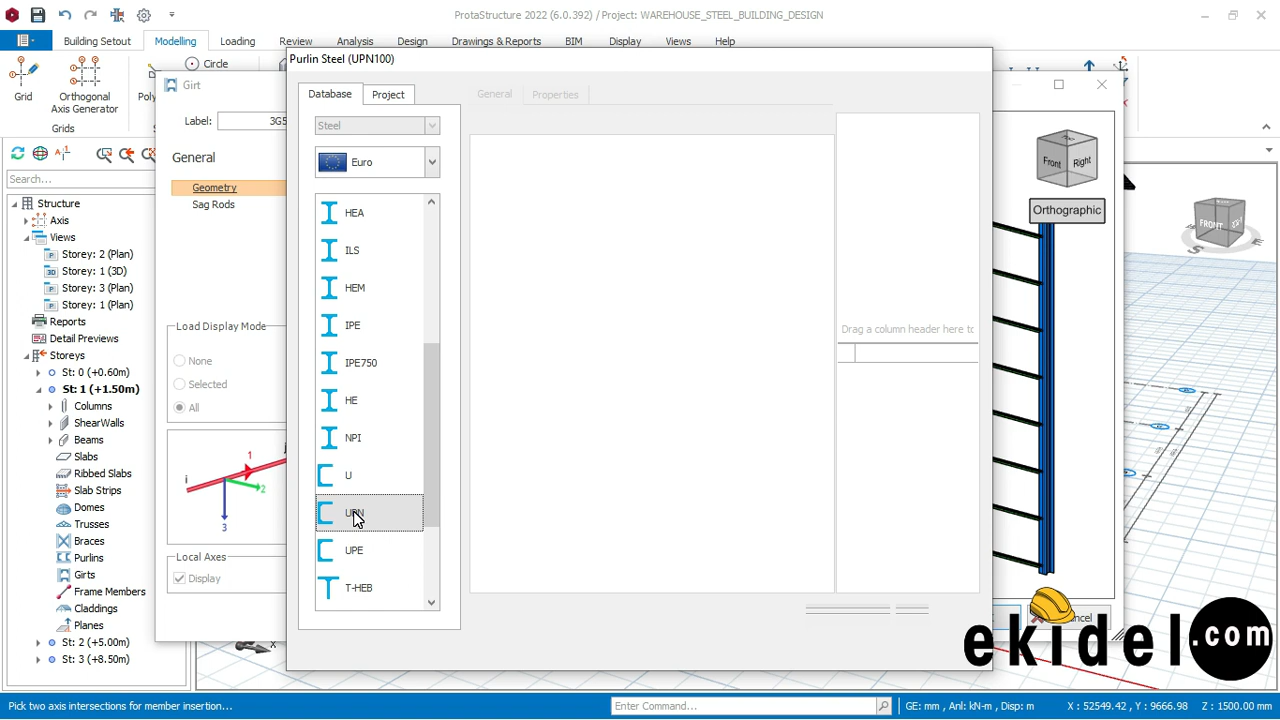 ProtaStructure 2022 (6.0.392) / Project: WAREHOUSE_STEEL_BUILDING_DESIGN
Building Setout Modelling Loading Review Analysis Design Drawings & Reports BIM Display Views Help
Grid
Orthogonal
Axis Generator
Grids
Circle
Search...
Structure
Axis
Views
Storey: 2 (Plan)
Storey: 1 (3D)
Storey: 3 (Plan)
Storey: 1 (Plan)
Reports
Detail Previews
Storeys
St: 0 (+0.60m)
St: 1 (+1.50m)
Columns
ShearWalls
Beams
Slabs
Ribbed Slabs
Slab Strips
Domes
Trusses
Braces
Purlins
Girts
Frame Members
Claddings
Planes
St: 2 (+5.00m)
St: 3 (+8.50m)
Girt
Label: 3G5
General
Geometry
Sag Rods
Load Display Mode
None
Selected
All
i
1
2
3
Local Axes
Display
Purlin Steel (UPN100)
Database Project
Steel
Euro
HEA
ILS
HEM
IPE
IPE750
HE
NPI
U
UPN
UPE
T-HEB
General Properties
Drag a column header here to
Front Right
Orthographic
FRONT
S
E
X
ekidel.com
Pick two axis intersections for member insertion...
Enter Command...
GE: mm , Anl: kN-m , Disp: m
X : 52549.42 , Y : 9666.98
Z : 1500.00 mm